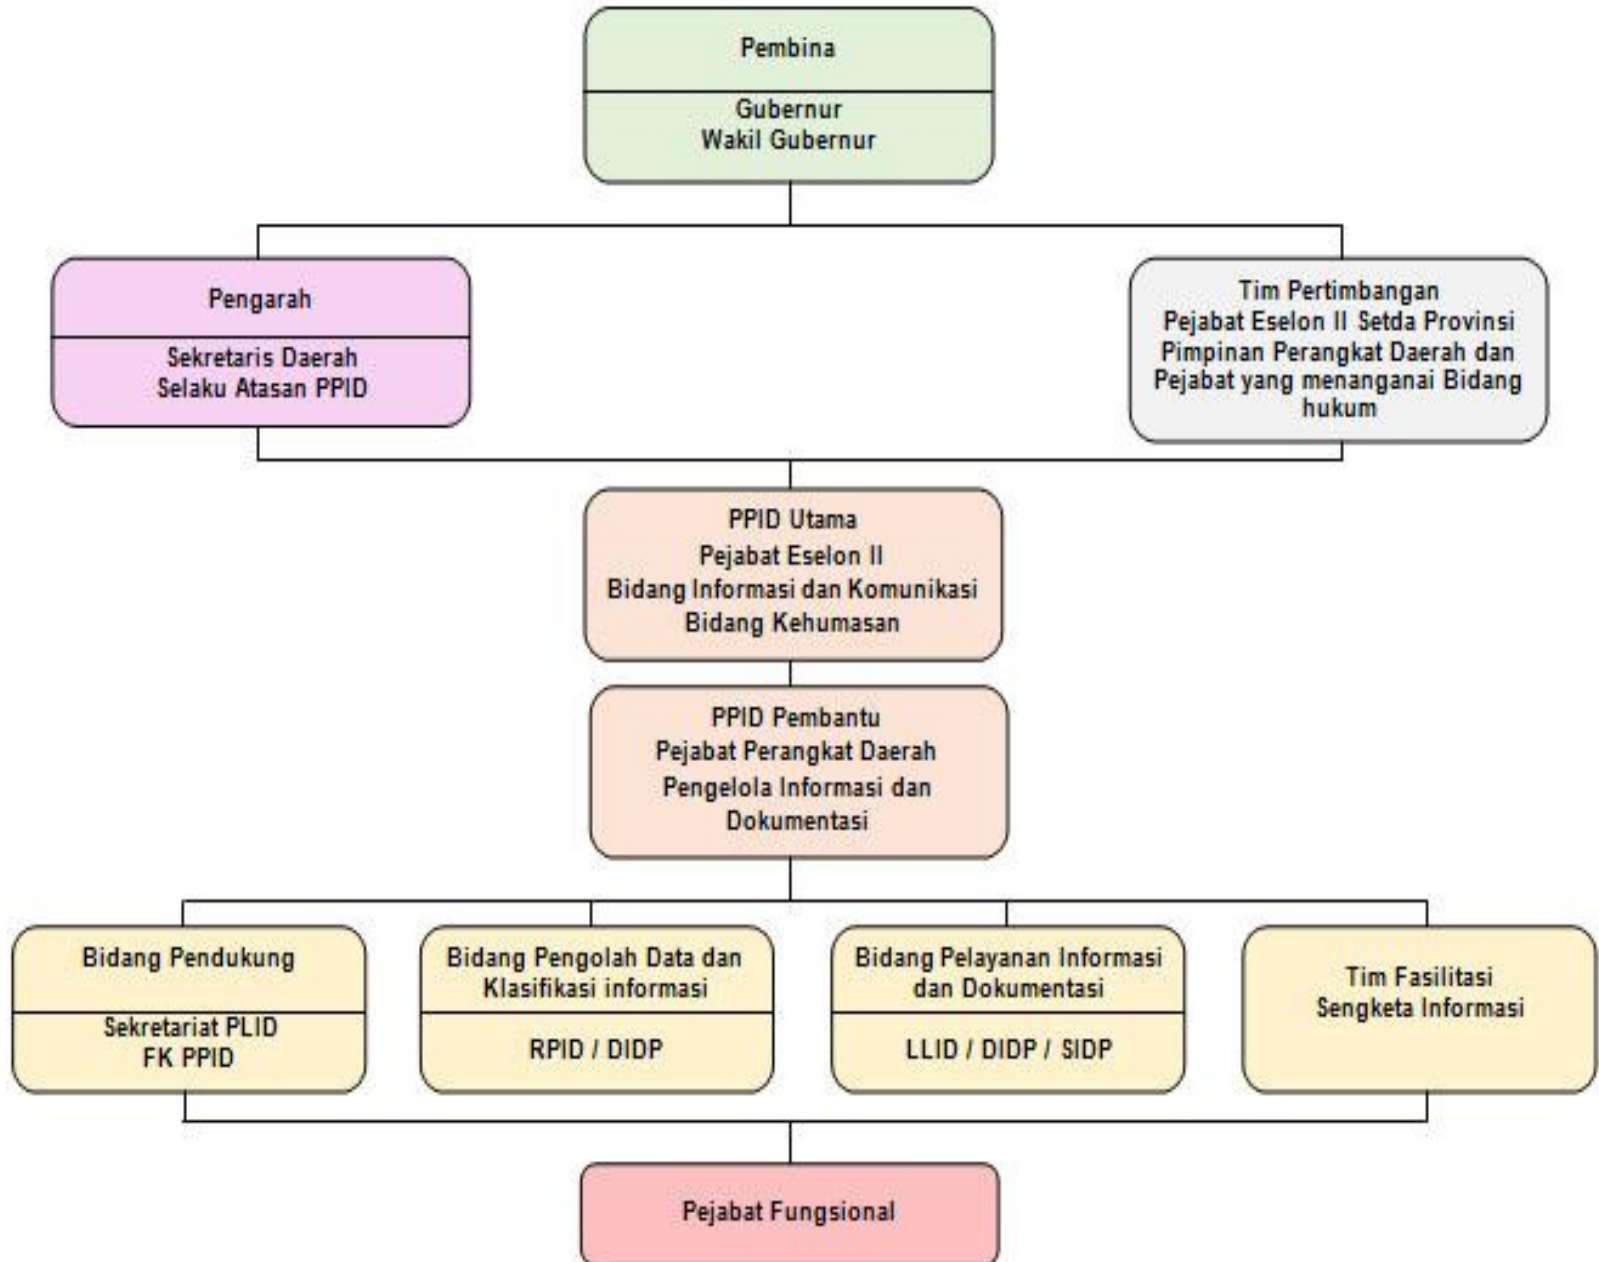 Pembina
Gubernur
Wakil Gubernur
Pengarah
Sekretaris Daerah
Selaku Atasan PPID
Tim Pertimbangan
Pejabat Eselon II Setda Provinsi
Pimpinan Perangkat Daerah dan
Pejabat yang menanganai Bidang
hukum
PPID Utama
Pejabat Eselon II
Bidang Informasi dan Komunikasi
Bidang Kehumasan
PPID Pembantu
Pejabat Perangkat Daerah
Pengelola Informasi dan
Dokumentasi
Bidang Pendukung
Sekretariat PLID
FK PPID
Bidang Pengolah Data dan
Klasifikasi informasi
RPID / DIDP
Bidang Pelayanan Informasi
dan Dokumentasi
LLID / DIDP / SIDP
Tim Fasilitasi
Sengketa Informasi
Pejabat Fungsional